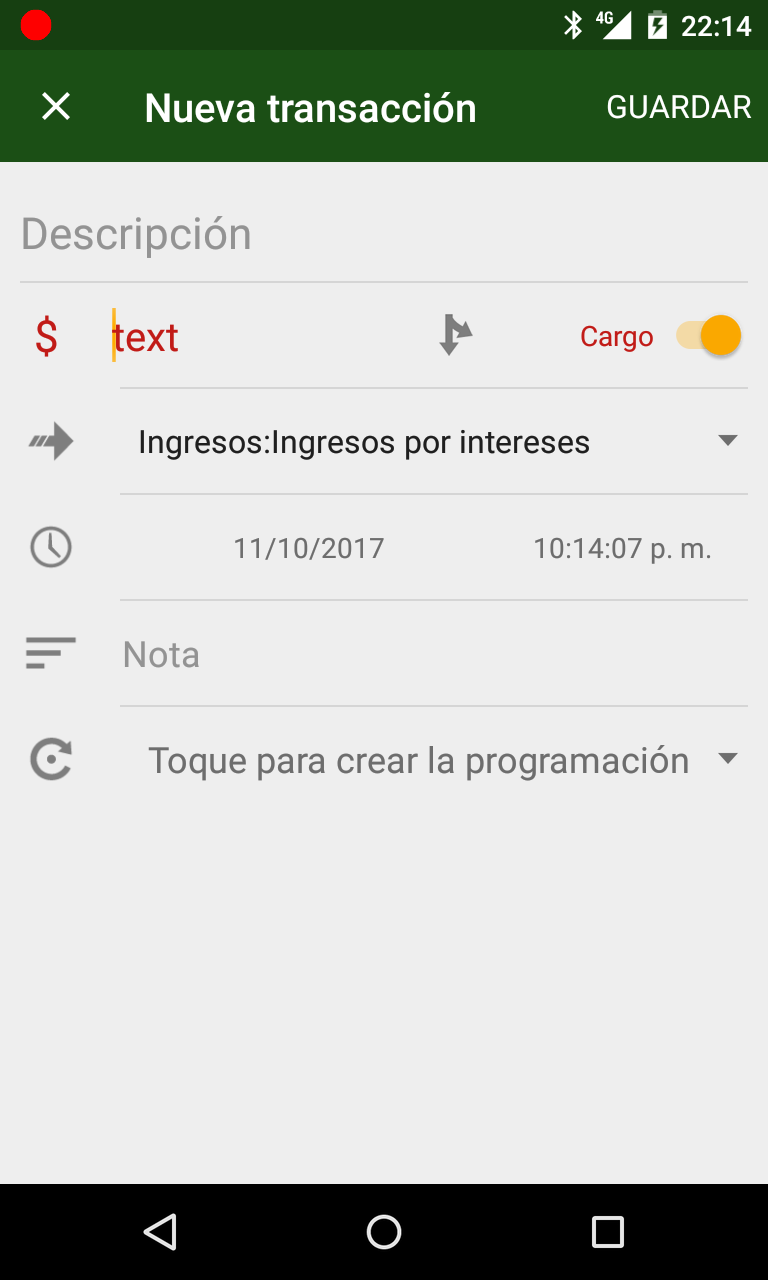 4G 22:14
Nueva transacción GUARDAR
Descripción
$ text Cargo
Ingresos:Ingresos por intereses
11/10/2017 10:14:07 p. m.
Nota
Toque para crear la programación